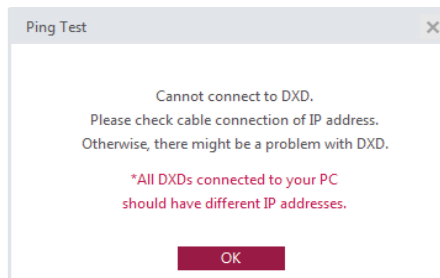 Ping Test
Cannot connect to DXD.
Please check cable connection of IP address.
Otherwise, there might be a problem with DXD.
*All DXDs connected to your PC
should have different IP addresses.
OK